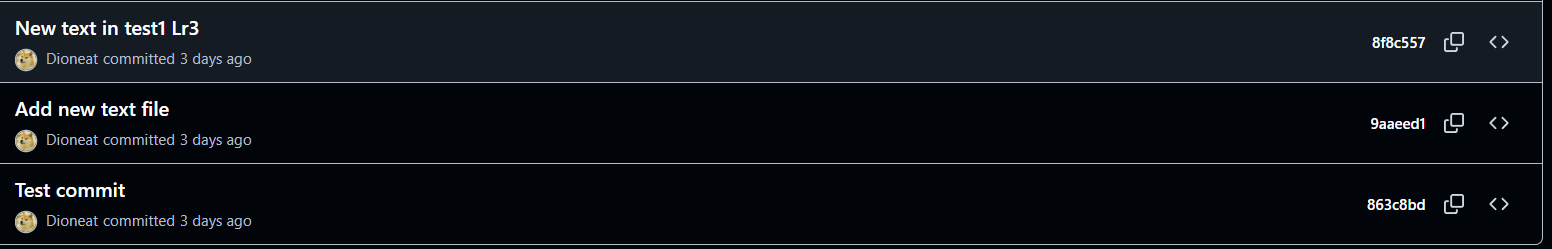 New text in test1 Lr3
Dioneat committed 3 days ago
8f8c557
Add new text file
Dioneat committed 3 days ago
9aaeed1
Test commit
Dioneat committed 3 days ago
863c8bd